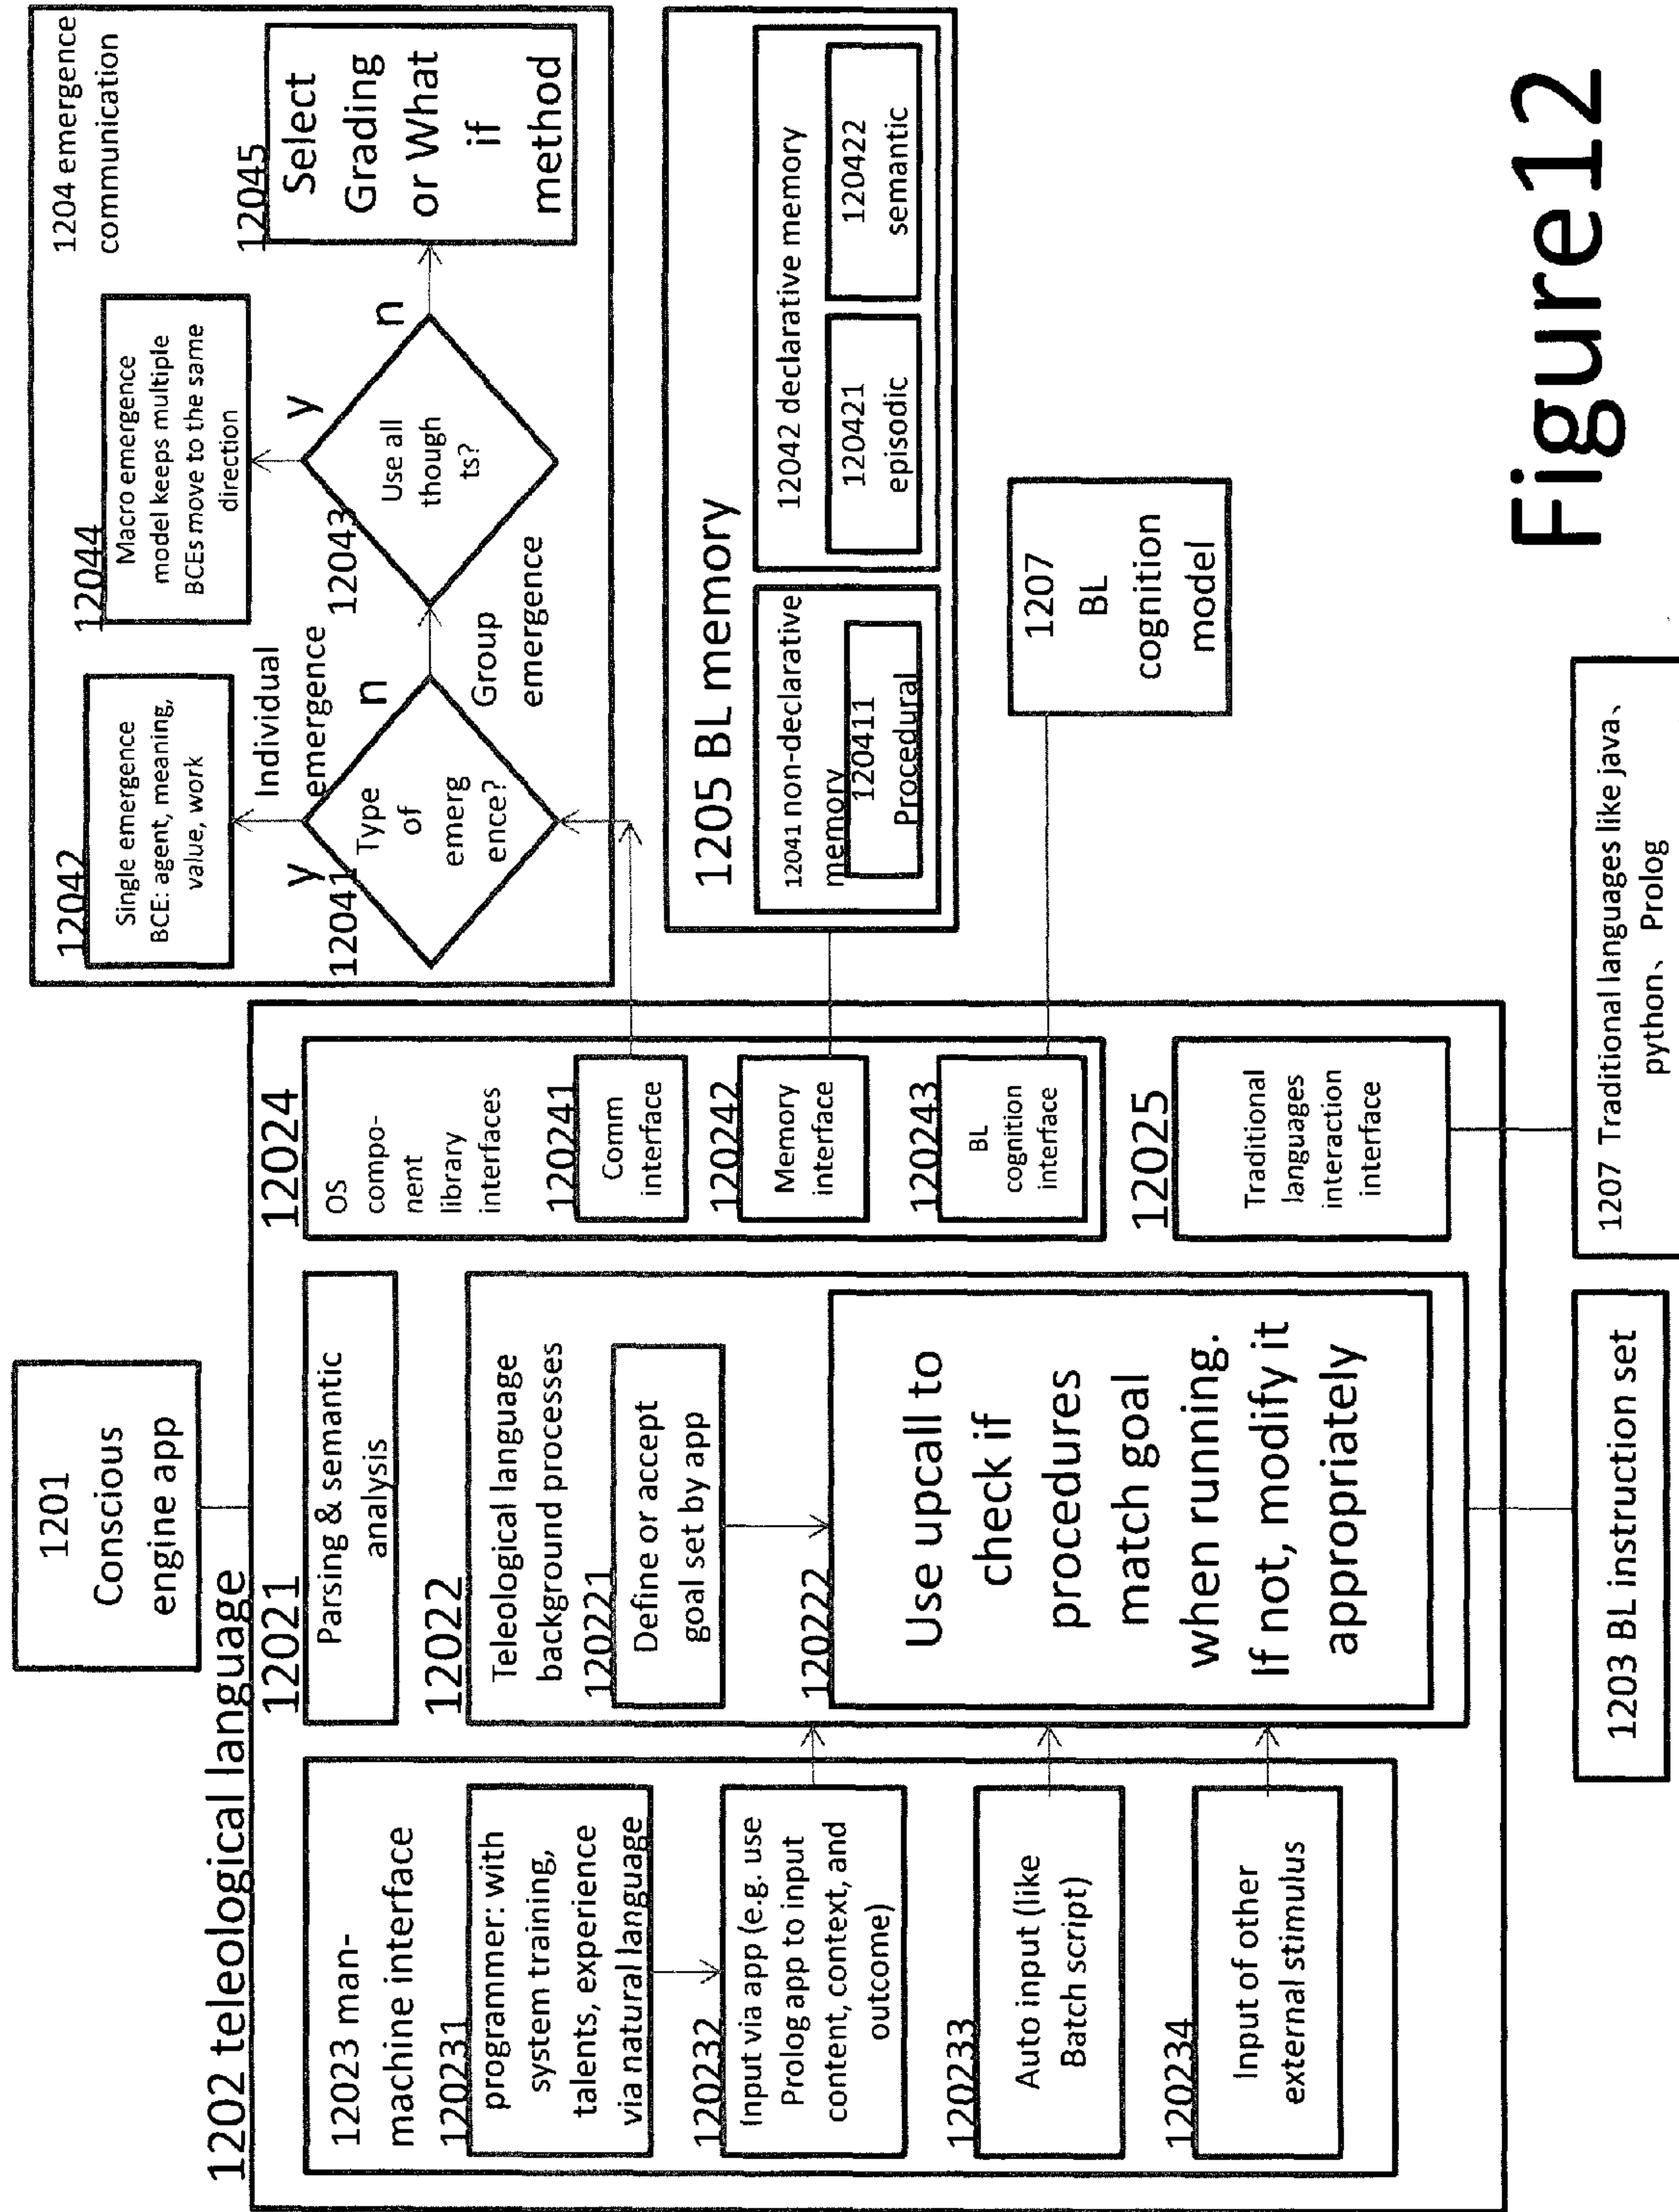 1201
Conscious
engine app
1202 teleological language
12023 man-
machine interface
120231
programmer: with
system training,
talents, experience
via natural language
120232
Input via app (e.g. use
Prolog app to input
content, context, and
outcome)
120233
Auto input (like
Batch script)
120234
Input of other
external stimulus
12021
Parsing & semantic
analysis
12022
Teleological language
background processes
120221
Define or accept
goal set by app
120222
Use upcall to
check if
procedures
match goal
when running.
If not, modify it
appropriately
12024
OS
compo-
nent
library
interfaces
120241
Comm
interface
120242
Memory
interface
120243
BL
cognition
interface
12025
Traditional
languages
interaction
interface
1203 BL instruction set
1207 Traditional languages like java、
python、 Prolog
1204 emergence
communication
12042
Single emergence
BCE: agent, meaning,
value, work
12041
Type
of
emerg
ence?
y
Individual
emergence
n
Group
emergence
12044
Macro emergence
model keeps multiple
BCEs move to the same
direction
12043
Use all
though
ts?
y
n
12045
Select
Grading
or What
if
method
1205 BL memory
12041 non-declarative
memory
120411
Procedural
12042 declarative memory
120421
episodic
120422
semantic
1207
BL
cognition
model
Figure12